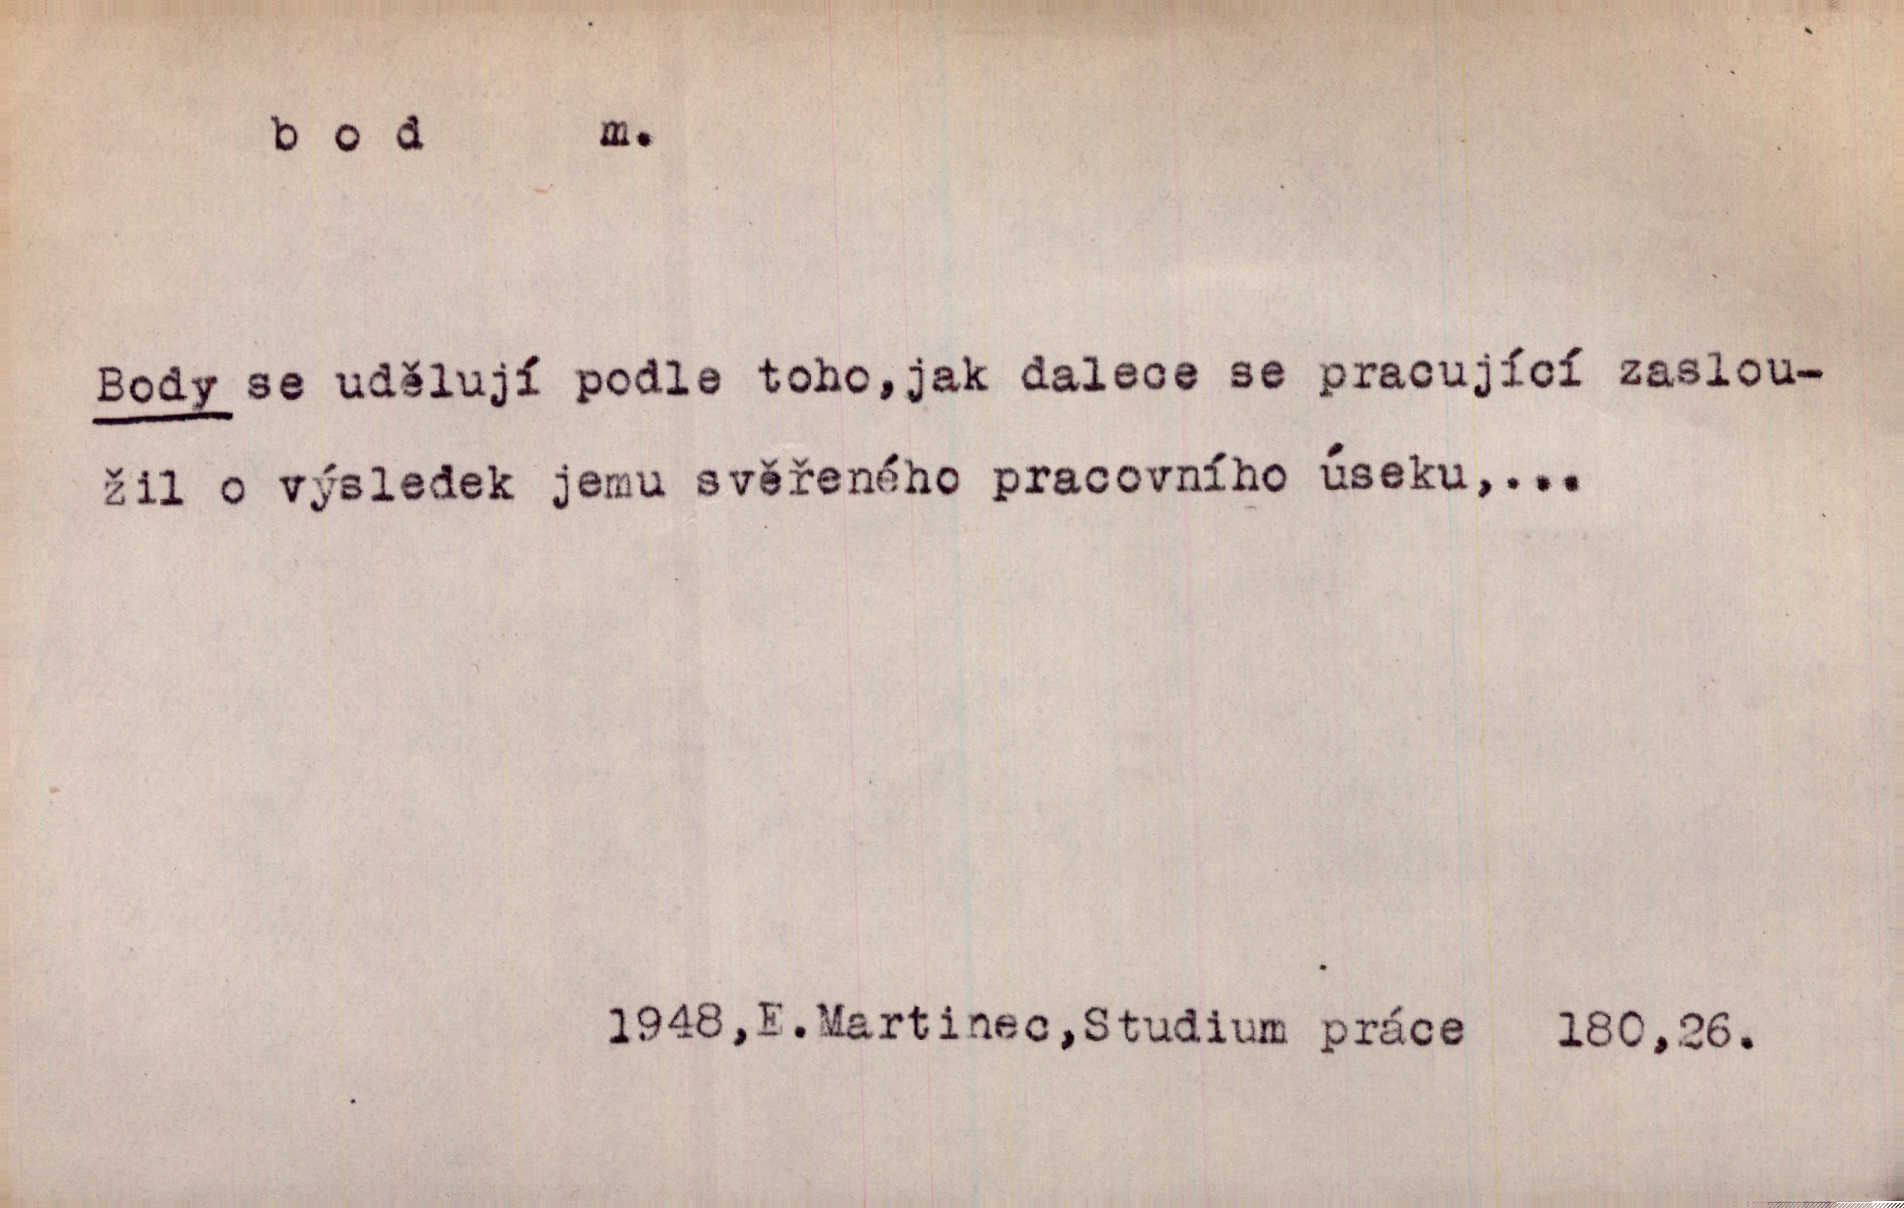 bod m.
Body se udělují podle toho,jak dalece se pracující zaslou-
žil o výsledek jemu svěřeného pracovního úseku,...
1948,E.Martinec,Studium práce 180,26.